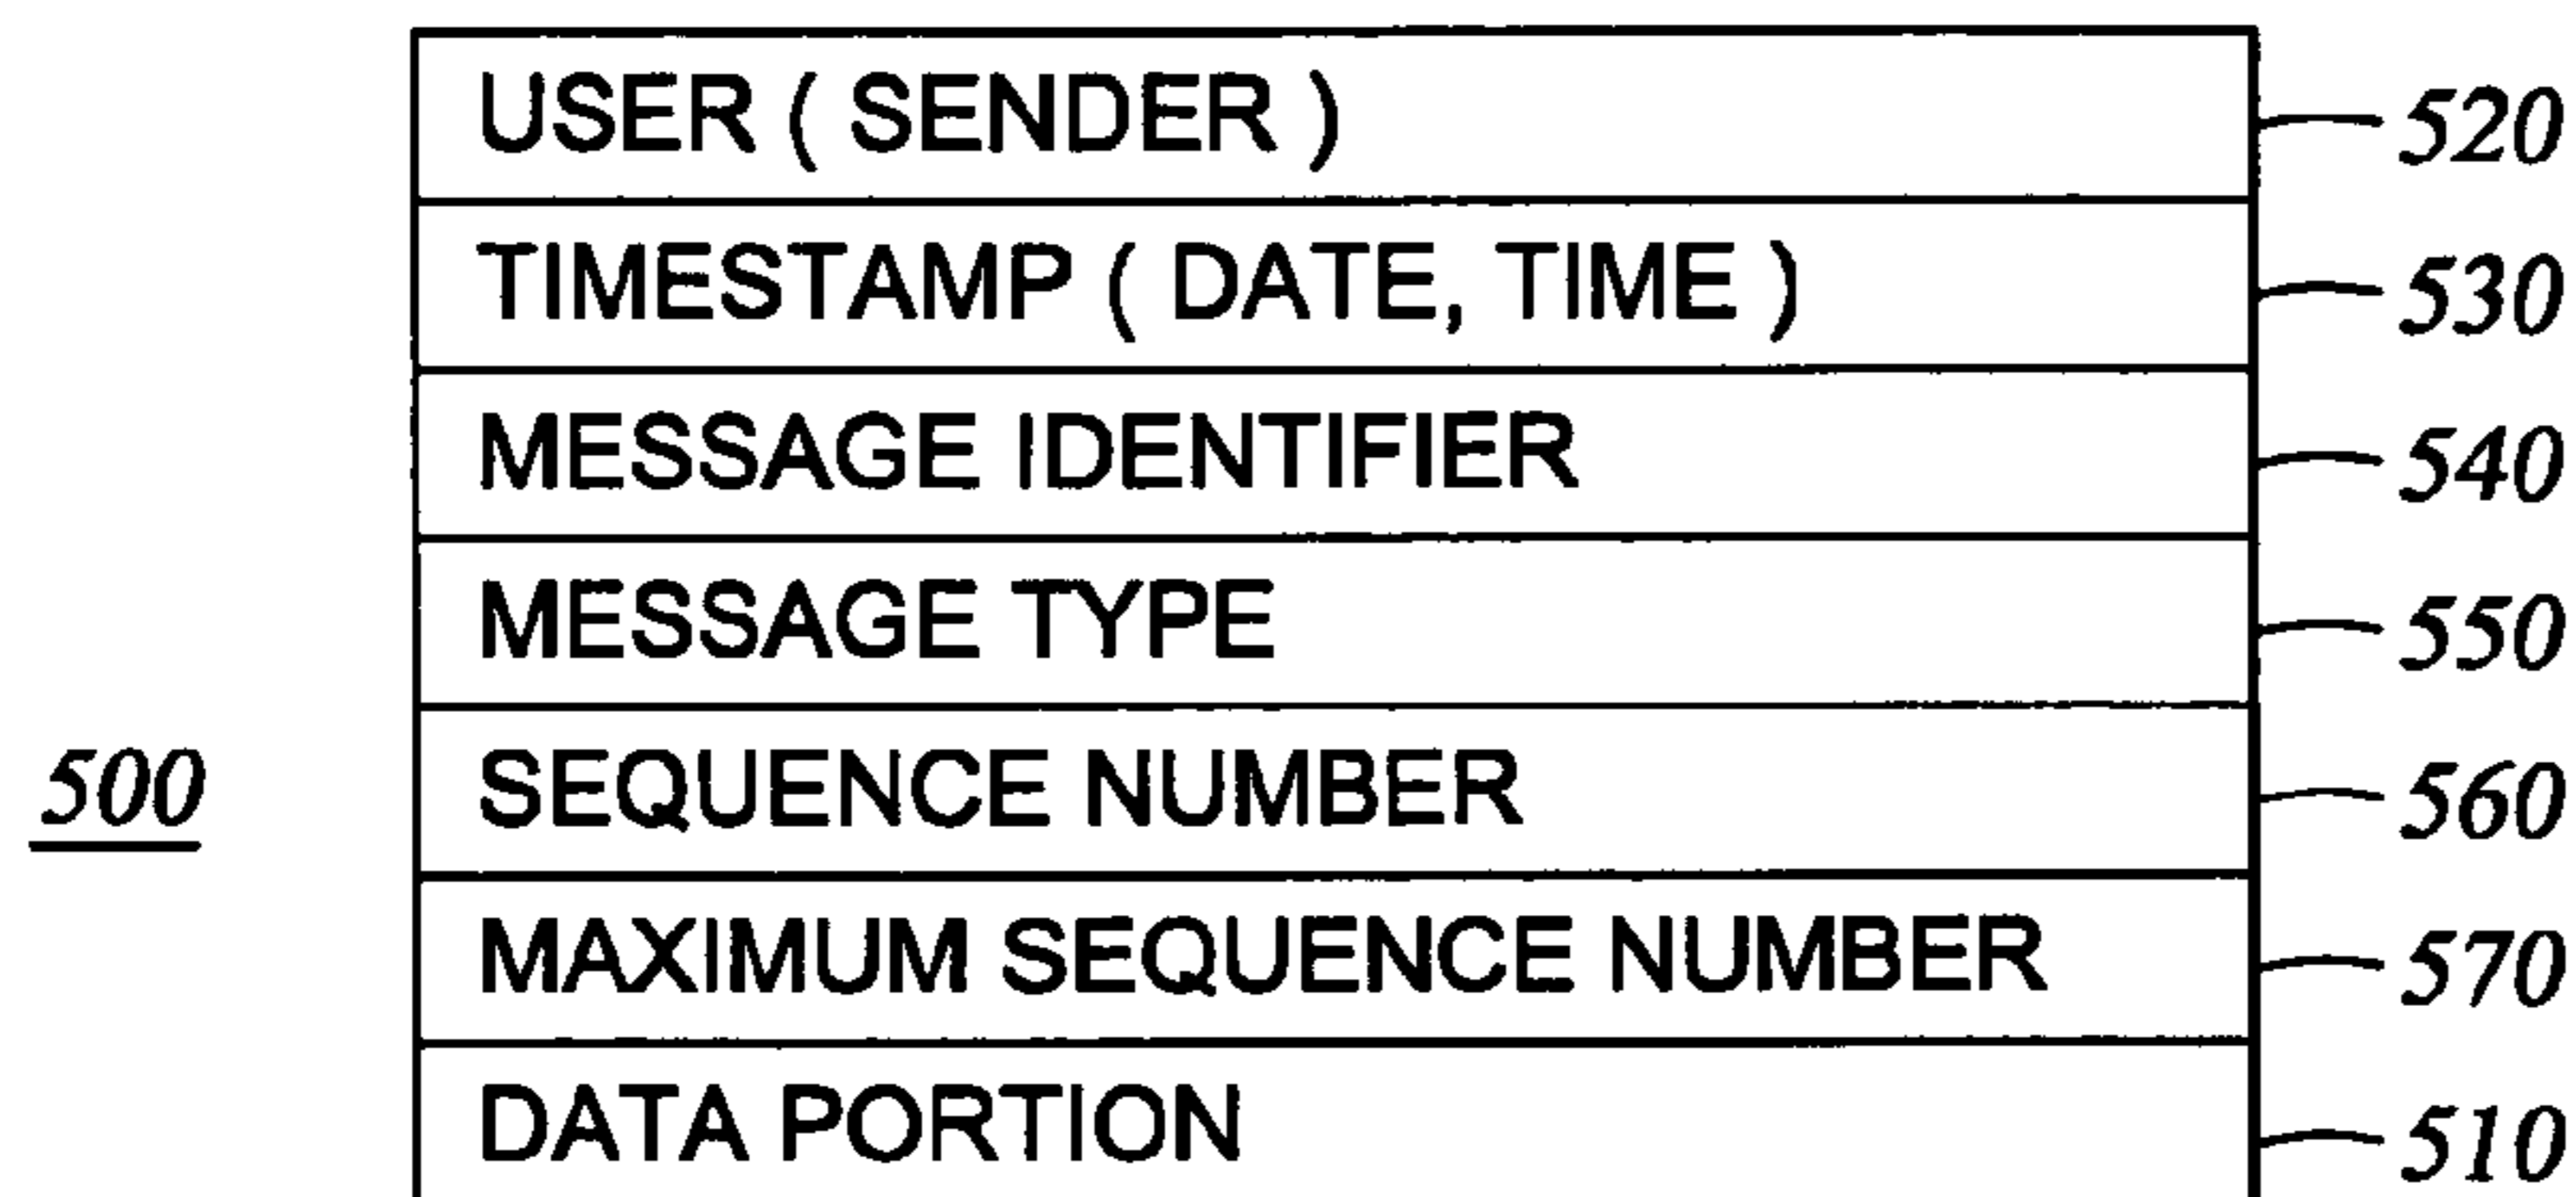 USER ( SENDER ) 520
TIMESTAMP ( DATE, TIME ) 530
MESSAGE IDENTIFIER 540
MESSAGE TYPE 550
500 SEQUENCE NUMBER 560
MAXIMUM SEQUENCE NUMBER 570
DATA PORTION 510